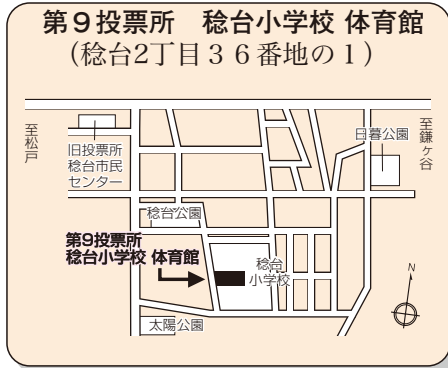 第９投票所　稔台小学校 体育館
(稔台2丁目３６番地の１)
至松戸
旧投票所
稔台市民
センター
日暮公園
至鎌ヶ谷
稔台公園
第9投票所
稔台小学校 体育館
稔台
小学校
太陽公園
N